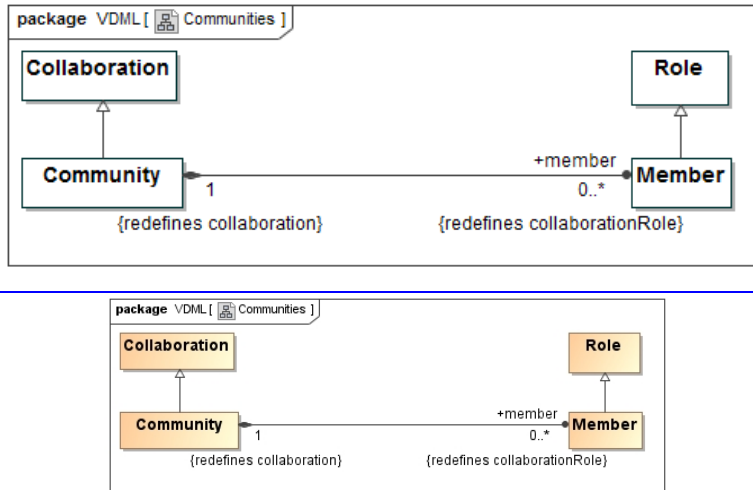 package VDML [ Communities ]
Collaboration Role
Community +member Member
1 0..*
{redefines collaboration} {redefines collaborationRole}
package VDML [ Communities ]
Collaboration Role
Community +member Member
1 0..*
{redefines collaboration} {redefines collaborationRole}